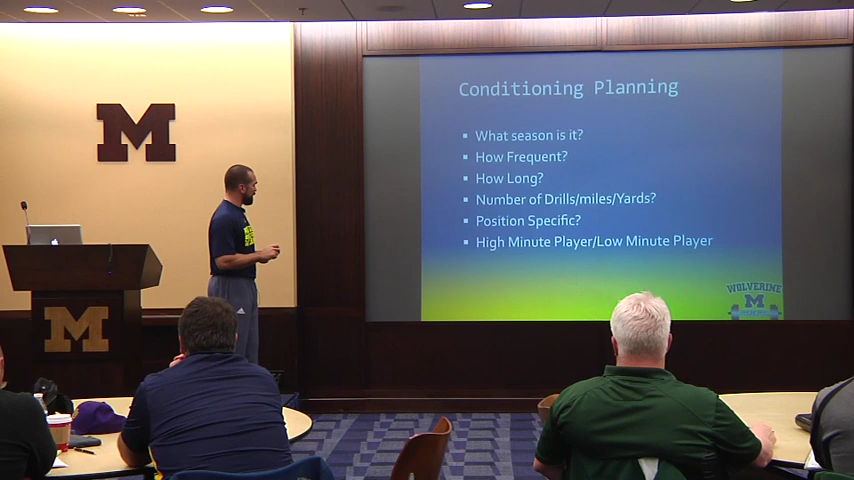 M
Conditioning Planning
What season is it?
How Frequent?
How Long?
Number of Drills/miles/Yards?
Position Specific?
High Minute Player/Low Minute Player
WOLVERINE
M
M